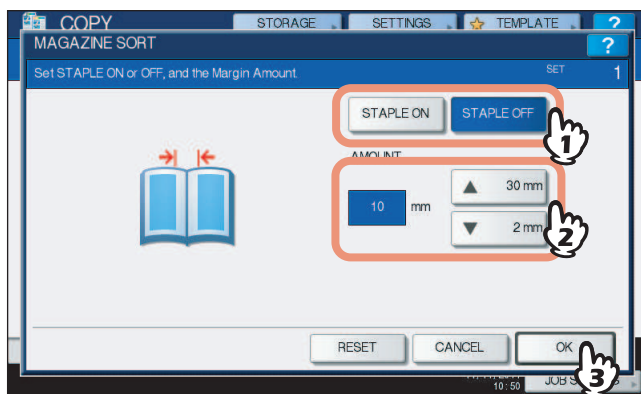 COPY STORAGE SETTINGS TEMPLATE ?
MAGAZINE SORT ?
Set STAPLE ON or OFF, and the Margin Amount. SET 1
STAPLE ON STAPLE OFF
1
AMOUNT
10 mm
30 mm
2 mm
2
RESET CANCEL OK
3
10:50 JOB S